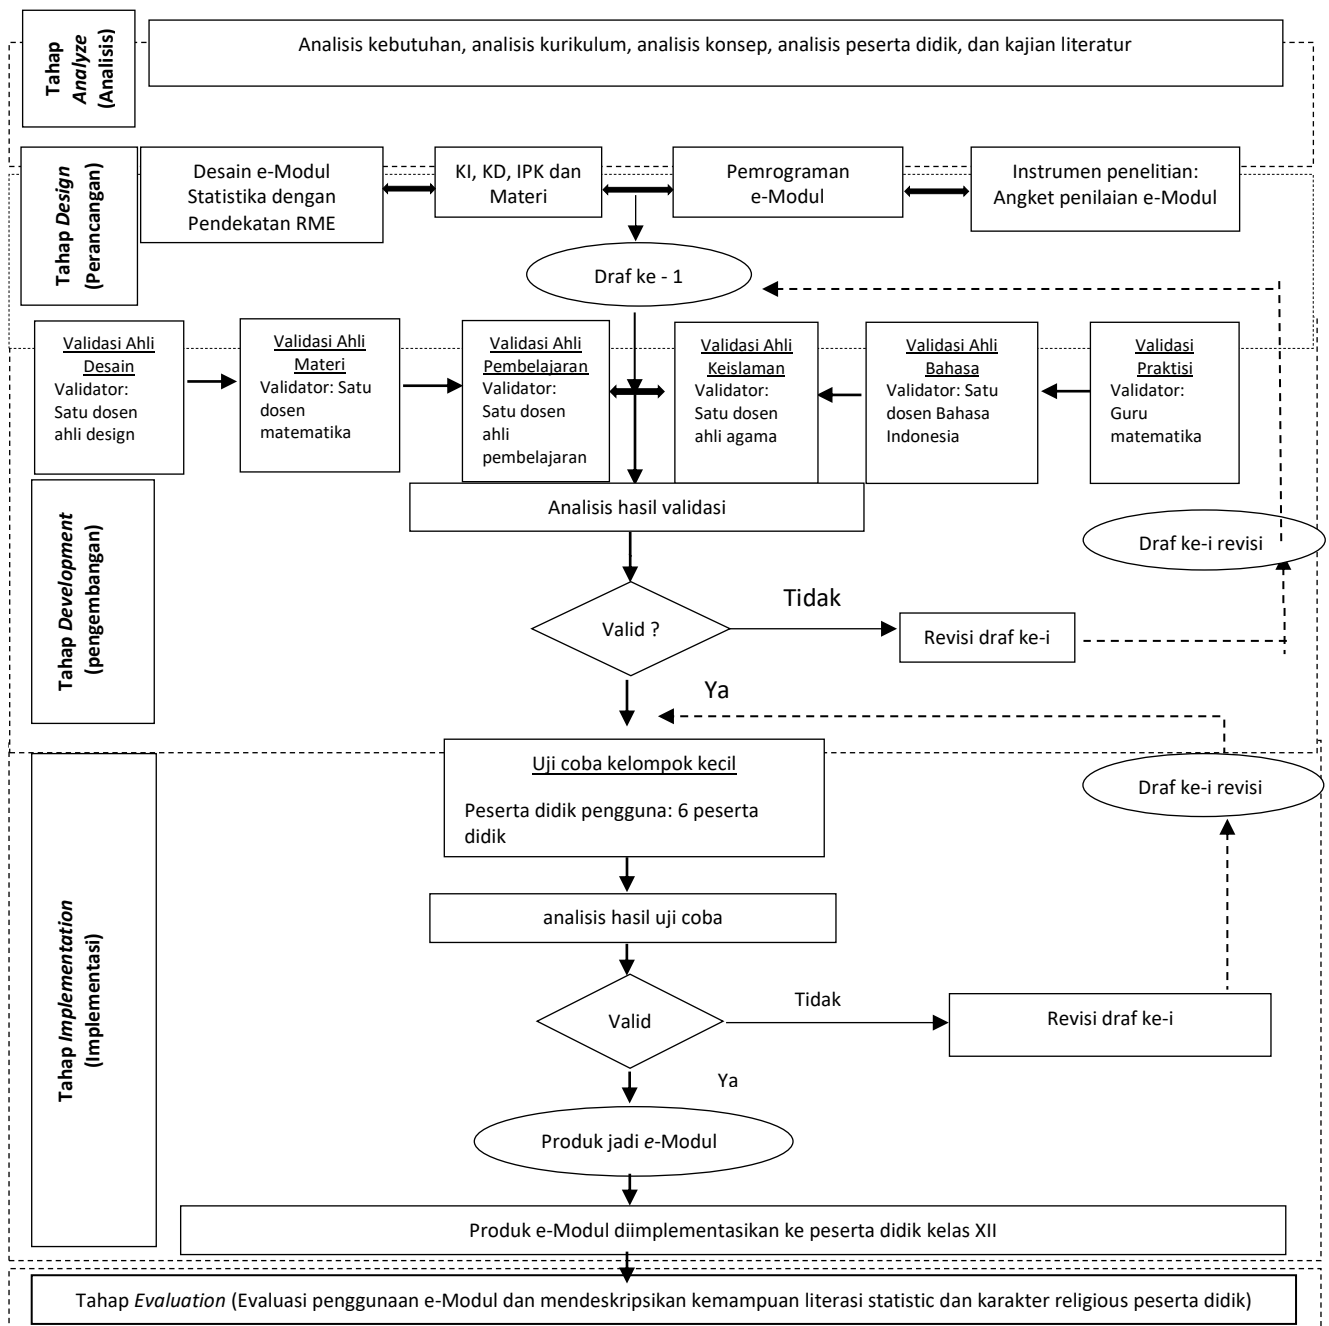 Tahap
Analyze
(Analisis)
Analisis kebutuhan, analisis kurikulum, analisis konsep, analisis peserta didik, dan kajian literatur
Tahap Design
(Perancangan)
Desain e-Modul
Statistika dengan
Pendekatan RME
KI, KD, IPK dan
Materi
Pemrograman
e-Modul
Instrumen penelitian:
Angket penilaian e-Modul
Draf ke - 1
Validasi Ahli
Desain
Validator:
Satu dosen
ahli design
Validasi Ahli
Materi
Validator: Satu
dosen
matematika
Validasi Ahli
Pembelajaran
Validator:
Satu dosen
ahli
pembelajaran
Validasi Ahli
Keislaman
Validator:
Satu dosen
ahli agama
Validasi Ahli
Bahasa
Validator: Satu
dosen Bahasa
Indonesia
Validasi
Praktisi
Validator:
Guru
matematika
Tahap Development
(pengembangan)
Analisis hasil validasi
Draf ke-i revisi
Valid ?
Tidak
Revisi draf ke-i
Ya
Tahap Implementation
(Implementasi)
Uji coba kelompok kecil
Peserta didik pengguna: 6 peserta
didik
Draf ke-i revisi
analisis hasil uji coba
Valid
Tidak
Revisi draf ke-i
Ya
Produk jadi e-Modul
Produk e-Modul diimplementasikan ke peserta didik kelas XII
Tahap Evaluation (Evaluasi penggunaan e-Modul dan mendeskripsikan kemampuan literasi statistic dan karakter religious peserta didik)